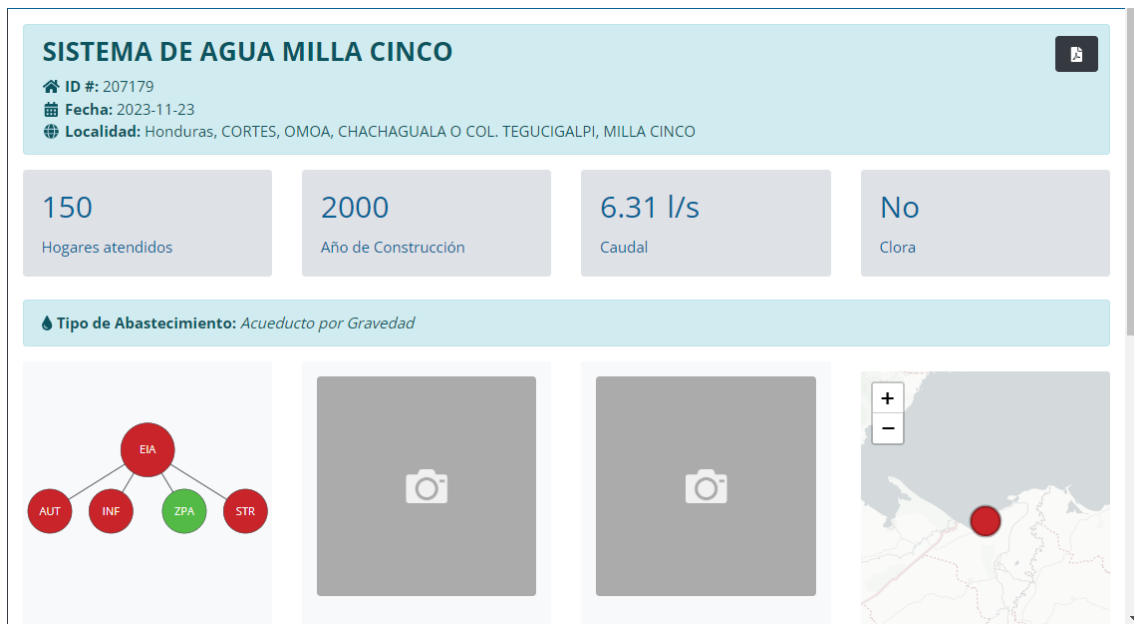 SISTEMA DE AGUA MILLA CINCO
ID #: 207179
Fecha: 2023-11-23
Localidad: Honduras, CORTES, OMOA, CHACHAGUALA O COL. TEGUCIGALPI, MILLA CINCO
150
Hogares atendidos
2000
Año de Construcción
6.31 l/s
Caudal
No
Clora
Tipo de Abastecimiento: Acueducto por Gravedad
EIA
AUT
INF
ZPA
STR
+
−